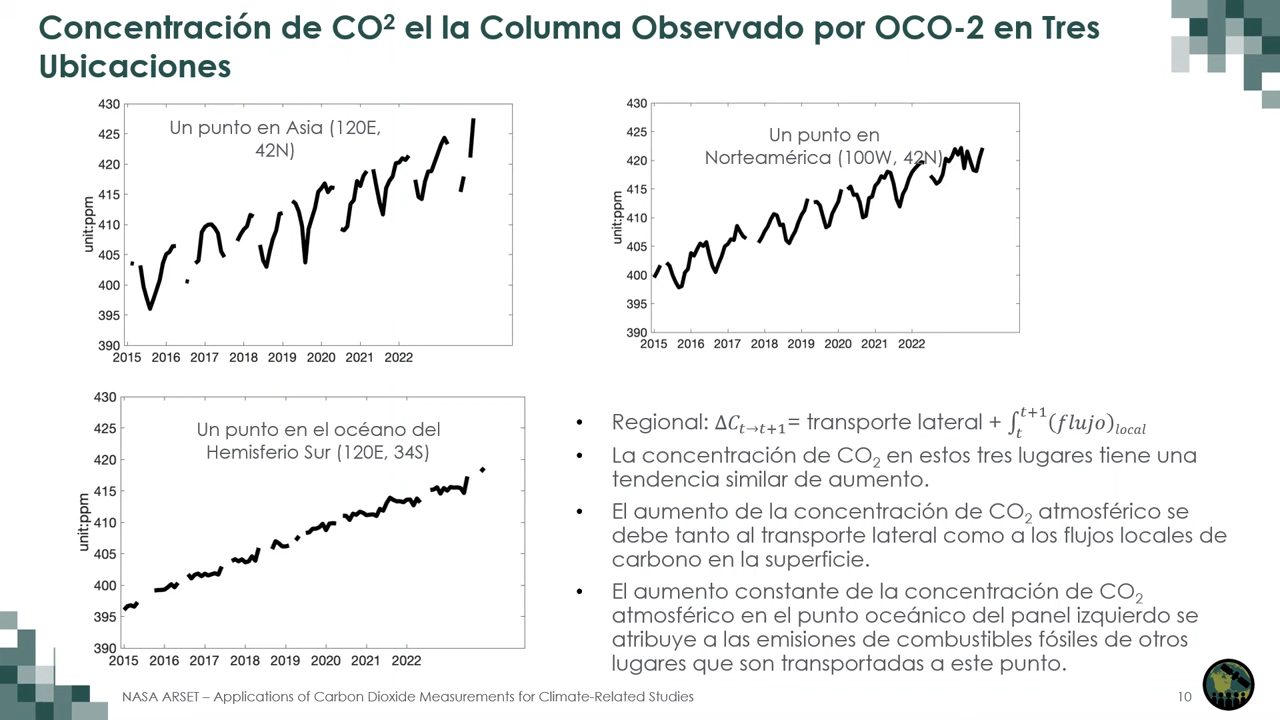 Concentración de CO² el la Columna Observado por OCO-2 en Tres
Ubicaciones
430
425
420
415
410
405
400
395
390
unit:ppm
Un punto en Asia (120E,
42N)
2015 2016 2017 2018 2019 2020 2021 2022
430
425
420
415
410
405
400
395
390
unit:ppm
Un punto en
Norteamérica (100W, 42N)
2015 2016 2017 2018 2019 2020 2021 2022
430
425
420
415
410
405
400
395
390
unit:ppm
Un punto en el océano del
Hemisferio Sur (120E, 34S)
2015 2016 2017 2018 2019 2020 2021 2022
• Regional: ΔC_{t→t+1}= transporte lateral + ∫_t^{t+1}(flujo)_{local}
• La concentración de CO₂ en estos tres lugares tiene una
tendencia similar de aumento.
• El aumento de la concentración de CO₂ atmosférico se
debe tanto al transporte lateral como a los flujos locales de
carbono en la superficie.
• El aumento constante de la concentración de CO₂
atmosférico en el punto oceánico del panel izquierdo se
atribuye a las emisiones de combustibles fósiles de otros
lugares que son transportadas a este punto.
NASA ARSET – Applications of Carbon Dioxide Measurements for Climate-Related Studies
10